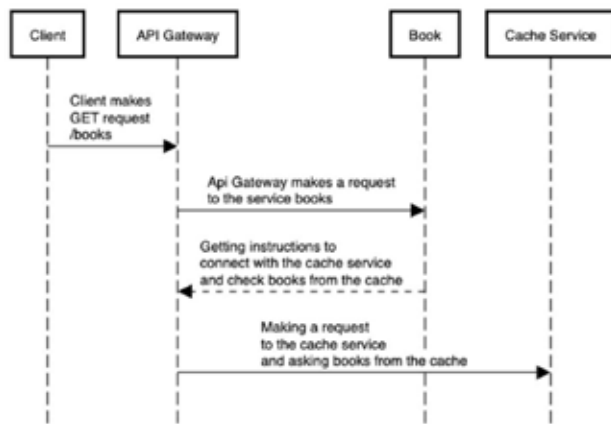 Client
API Gateway
Book
Cache Service
Client makes
GET request
/books
Api Gateway makes a request
to the service books
Getting instructions to
connect with the cache service
and check books from the cache
Making a request
to the cache service
and asking books from the cache